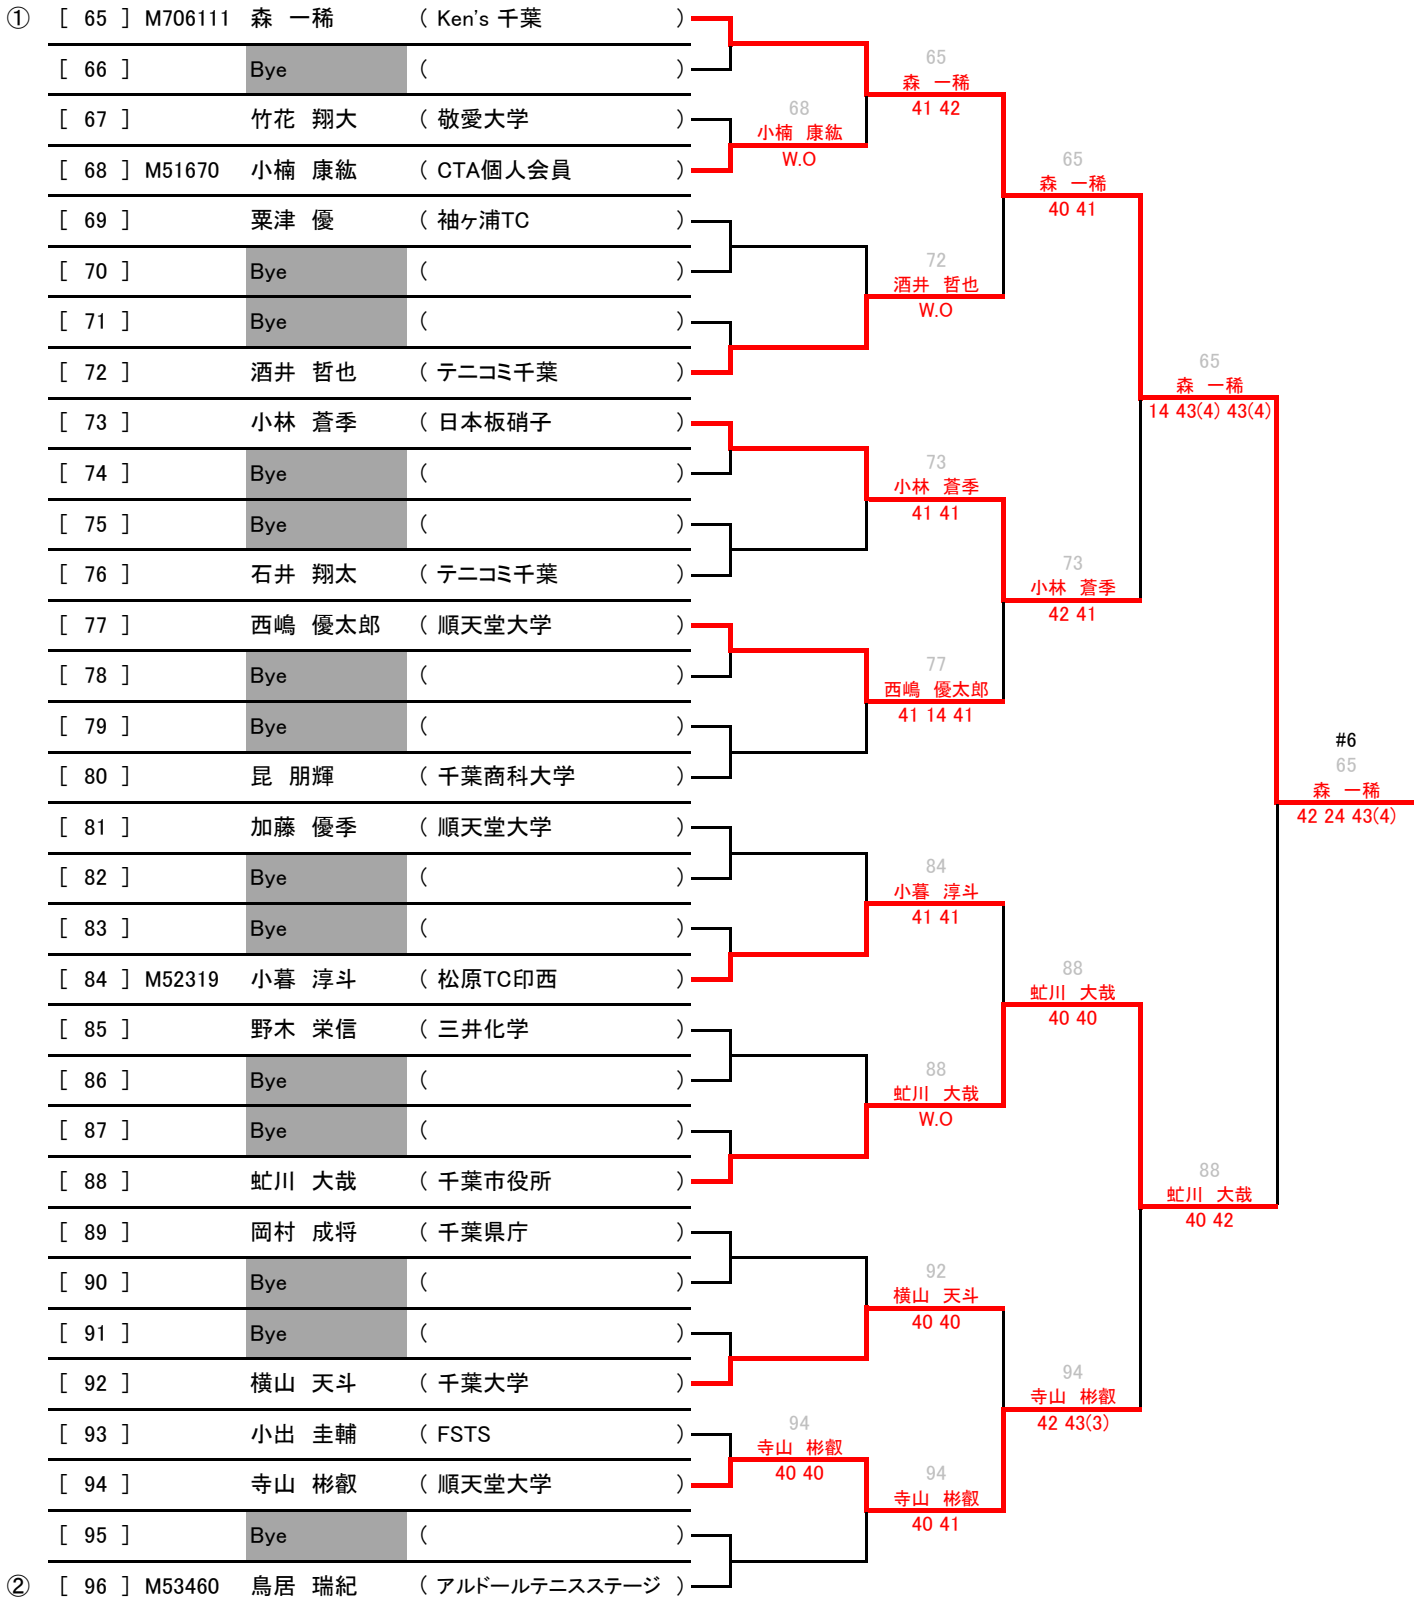 ① [ 65 ] M706111 森 一稀 ( Ken's 千葉 )
[ 66 ] Bye ( )
[ 67 ] 竹花 翔大 ( 敬愛大学 )
[ 68 ] M51670 小楠 康紘 ( CTA個人会員 )
[ 69 ] 粟津 優 ( 袖ヶ浦TC )
[ 70 ] Bye ( )
[ 71 ] Bye ( )
[ 72 ] 酒井 哲也 ( テニコミ千葉 )
[ 73 ] 小林 蒼季 ( 日本板硝子 )
[ 74 ] Bye ( )
[ 75 ] Bye ( )
[ 76 ] 石井 翔太 ( テニコミ千葉 )
[ 77 ] 西嶋 優太郎 ( 順天堂大学 )
[ 78 ] Bye ( )
[ 79 ] Bye ( )
[ 80 ] 昆 朋輝 ( 千葉商科大学 )
[ 81 ] 加藤 優季 ( 順天堂大学 )
[ 82 ] Bye ( )
[ 83 ] Bye ( )
[ 84 ] M52319 小暮 淳斗 ( 松原TC印西 )
[ 85 ] 野木 栄信 ( 三井化学 )
[ 86 ] Bye ( )
[ 87 ] Bye ( )
[ 88 ] 虻川 大哉 ( 千葉市役所 )
[ 89 ] 岡村 成将 ( 千葉県庁 )
[ 90 ] Bye ( )
[ 91 ] Bye ( )
[ 92 ] 横山 天斗 ( 千葉大学 )
[ 93 ] 小出 圭輔 ( FSTS )
[ 94 ] 寺山 彬叡 ( 順天堂大学 )
[ 95 ] Bye ( )
② [ 96 ] M53460 鳥居 瑞紀 ( アルドールテニスステージ )
68
小楠 康紘
W.O
94
寺山 彬叡
40 40
65
森 一稀
41 42
72
酒井 哲也
W.O
73
小林 蒼季
41 41
77
西嶋 優太郎
41 14 41
84
小暮 淳斗
41 41
88
虻川 大哉
W.O
92
横山 天斗
40 40
94
寺山 彬叡
40 41
65
森 一稀
40 41
73
小林 蒼季
42 41
88
虻川 大哉
40 40
94
寺山 彬叡
42 43(3)
65
森 一稀
14 43(4) 43(4)
88
虻川 大哉
40 42
#6
65
森 一稀
42 24 43(4)